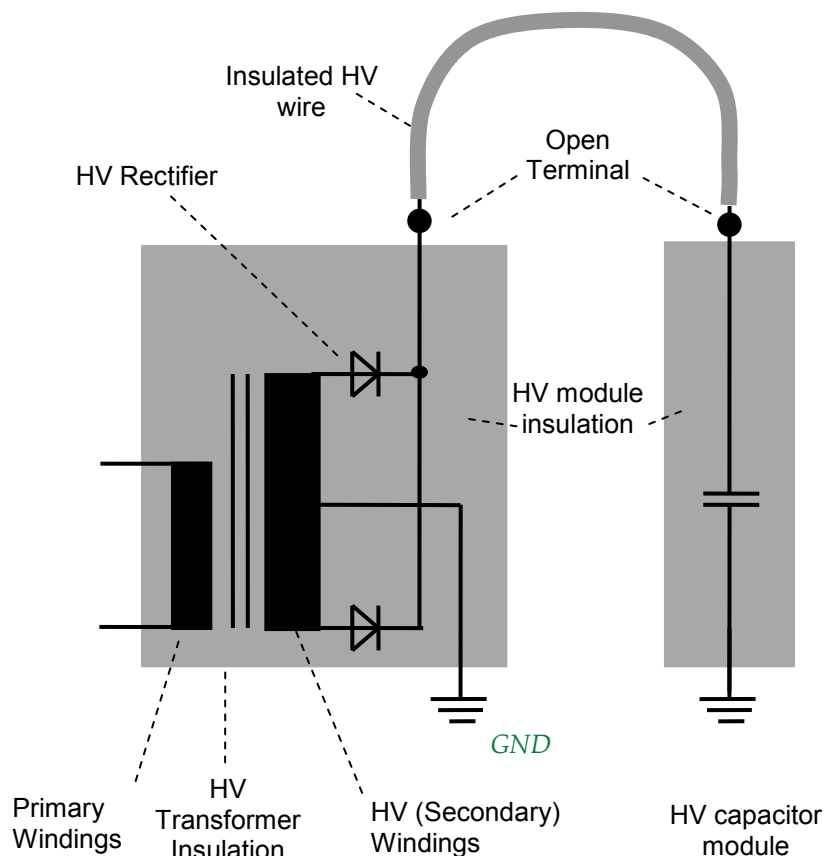 Insulated HV
wire
Open
Terminal
HV Rectifier
HV module
insulation
GND
Primary
Windings
HV
Transformer
Insulation
HV (Secondary)
Windings
HV capacitor
module